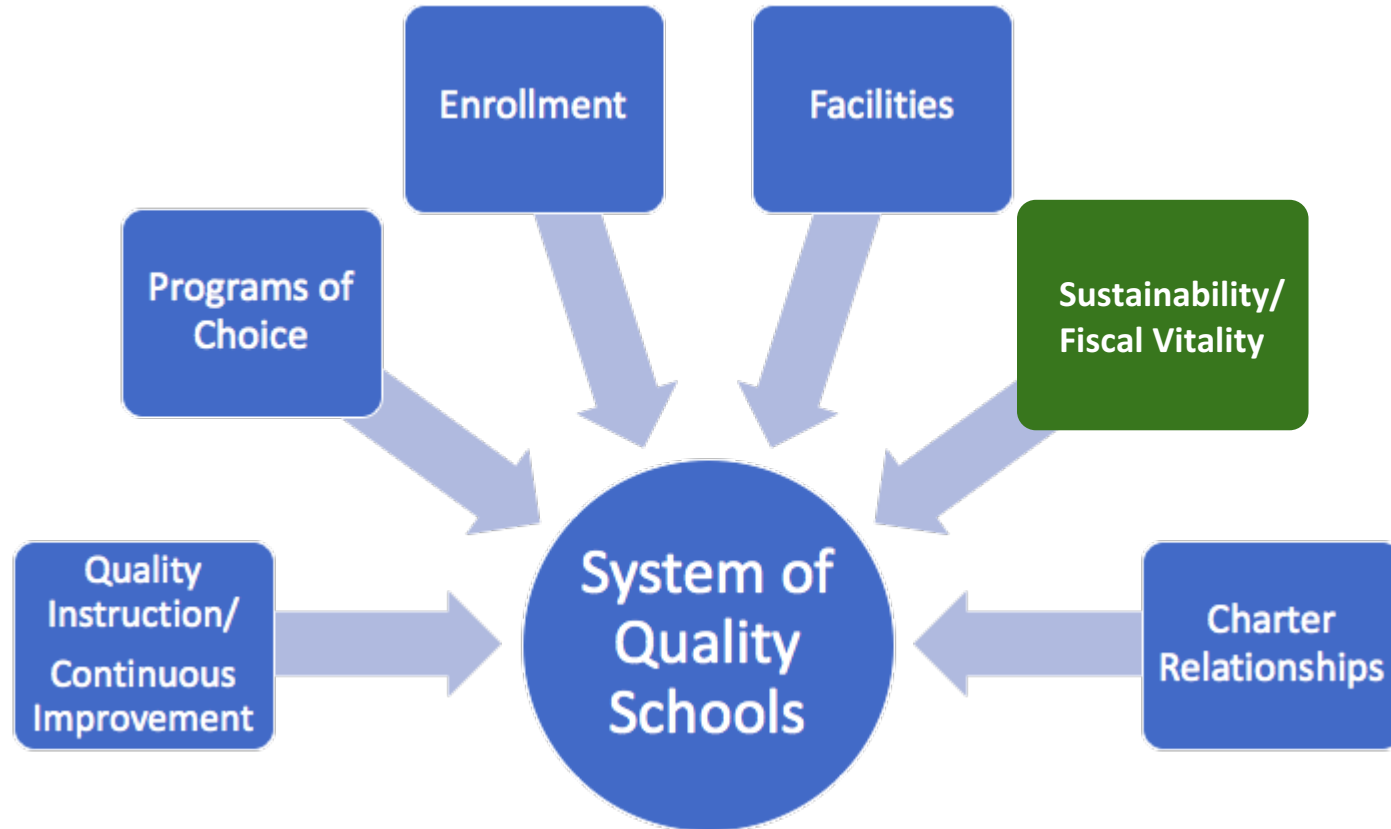 Enrollment
Facilities
Programs of
Choice
Sustainability/
Fiscal Vitality
Quality
Instruction/
Continuous
Improvement
System of
Quality
Schools
Charter
Relationships